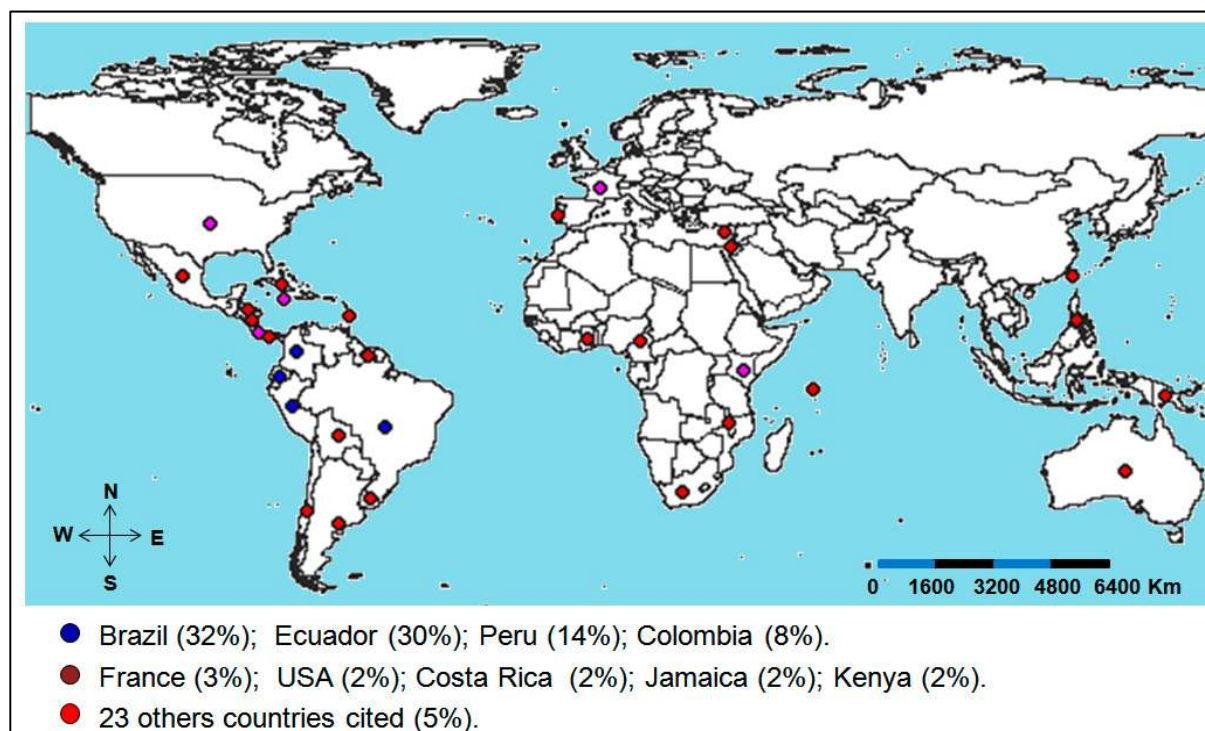 N
W E
S
0 1600 3200 4800 6400 Km
Brazil (32%); Ecuador (30%); Peru (14%); Colombia (8%).
France (3%; USA (2%); Costra Rica (2%); Jamaica (2%); Kenya (2%).
23 others countries cited (5%).